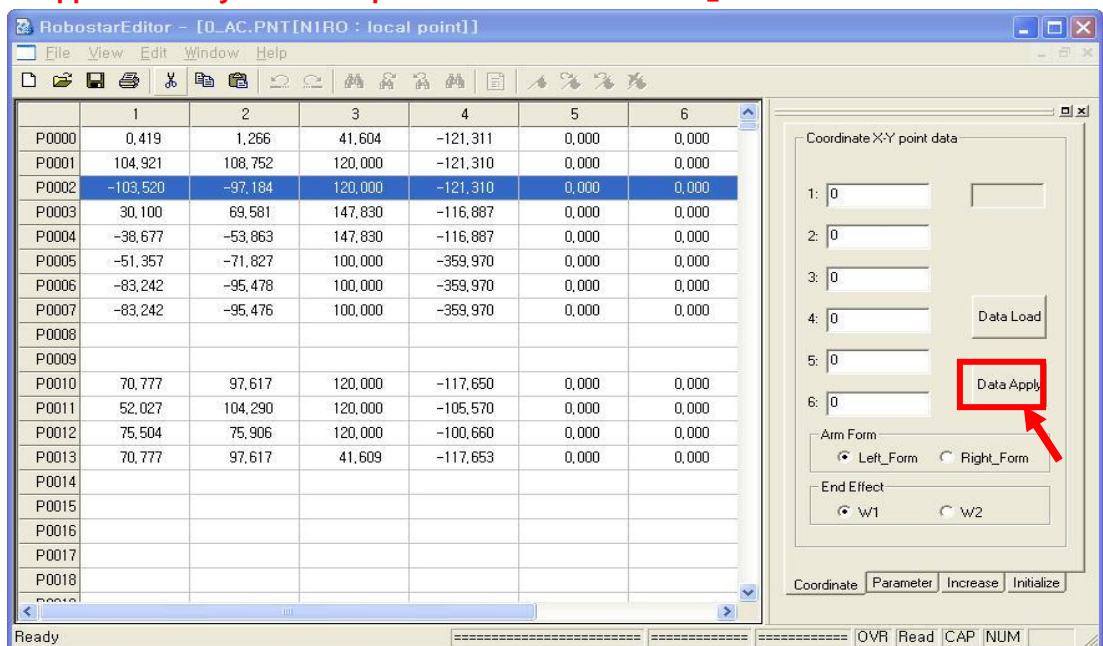 RobostarEditor - [0_AC.PNT[N1RO : local point]]
File View Edit Window Help
1 2 3 4 5 6
P0000 0,419 1,266 41,604 -121,311 0,000 0,000
P0001 104,921 108,752 120,000 -121,310 0,000 0,000
P0002 -103,520 -97,184 120,000 -121,310 0,000 0,000
P0003 30,100 69,581 147,830 -116,887 0,000 0,000
P0004 -38,677 -53,863 147,830 -116,887 0,000 0,000
P0005 -51,357 -71,827 100,000 -359,970 0,000 0,000
P0006 -83,242 -95,478 100,000 -359,970 0,000 0,000
P0007 -83,242 -95,476 100,000 -359,970 0,000 0,000
P0008
P0009
P0010 70,777 97,617 120,000 -117,650 0,000 0,000
P0011 52,027 104,290 120,000 -105,570 0,000 0,000
P0012 75,504 75,906 120,000 -100,660 0,000 0,000
P0013 70,777 97,617 41,609 -117,653 0,000 0,000
P0014
P0015
P0016
P0017
P0018
Coordinate X-Y point data
1: 0
2: 0
3: 0
4: 0
Data Load
5: 0
Data Apply
6: 0
Arm Form
Left_Form Right_Form
End Effect
W1 W2
Coordinate Parameter Increase Initialize
Ready ========================= ============= ============ OVR Read CAP NUM